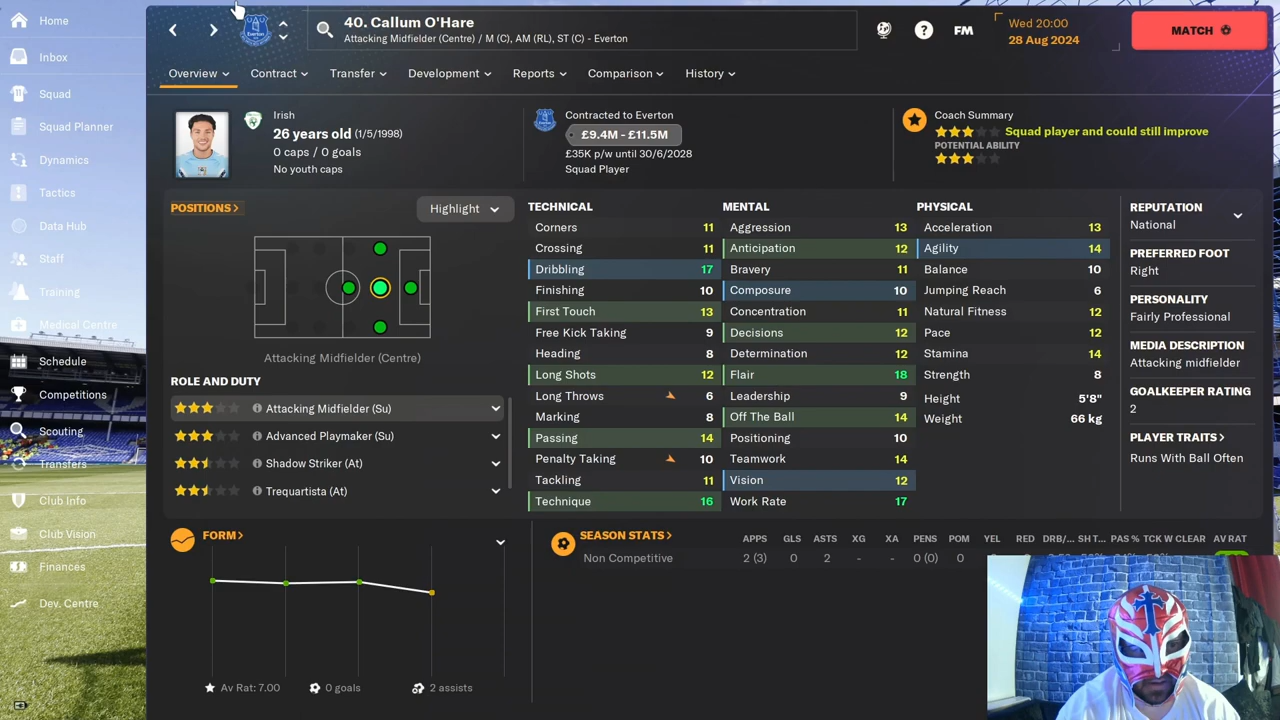 Home
Inbox
Squad
Squad Planner
Dynamics
Tactics
Data Hub
Staff
Training
Medical Centre
Schedule
Competitions
Scouting
Transfers
Club Info
Club Vision
Finances
Dev. Centre
Everton
40. Callum O'Hare
Attacking Midfielder (Centre) / M (C), AM (RL), ST (C) - Everton
?
FM
Wed 20:00
28 Aug 2024
MATCH
Overview
Contract
Transfer
Development
Reports
Comparison
History
Irish
26 years old (1/5/1998)
0 caps / 0 goals
No youth caps
Contracted to Everton
£9.4M - £11.5M
£35K p/w until 30/6/2028
Squad Player
Coach Summary
Squad player and could still improve
POTENTIAL ABILITY
POSITIONS >
Highlight
Attacking Midfielder (Centre)
ROLE AND DUTY
Attacking Midfielder (Su)
Advanced Playmaker (Su)
Shadow Striker (At)
Trequartista (At)
TECHNICAL
Corners 11
Crossing 11
Dribbling 17
Finishing 10
First Touch 13
Free Kick Taking 9
Heading 8
Long Shots 12
Long Throws 6
Marking 8
Passing 14
Penalty Taking 10
Tackling 11
Technique 16
MENTAL
Aggression 13
Anticipation 12
Bravery 11
Composure 10
Concentration 11
Decisions 12
Determination 12
Flair 18
Leadership 9
Off The Ball 14
Positioning 10
Teamwork 14
Vision 12
Work Rate 17
PHYSICAL
Acceleration 13
Agility 14
Balance 10
Jumping Reach 6
Natural Fitness 12
Pace 12
Stamina 14
Strength 8
Height 5'8"
Weight 66 kg
REPUTATION
National
PREFERRED FOOT
Right
PERSONALITY
Fairly Professional
MEDIA DESCRIPTION
Attacking midfielder
GOALKEEPER RATING
2
PLAYER TRAITS >
Runs With Ball Often
FORM >
Av Rat: 7.00
0 goals
2 assists
SEASON STATS >
APPS GLS ASTS XG XA PENS POM YEL RED DRB/... SH T... PAS % TCK W CLEAR AV RAT
Non Competitive 2 (3) 0 2 - - 0 (0) 0